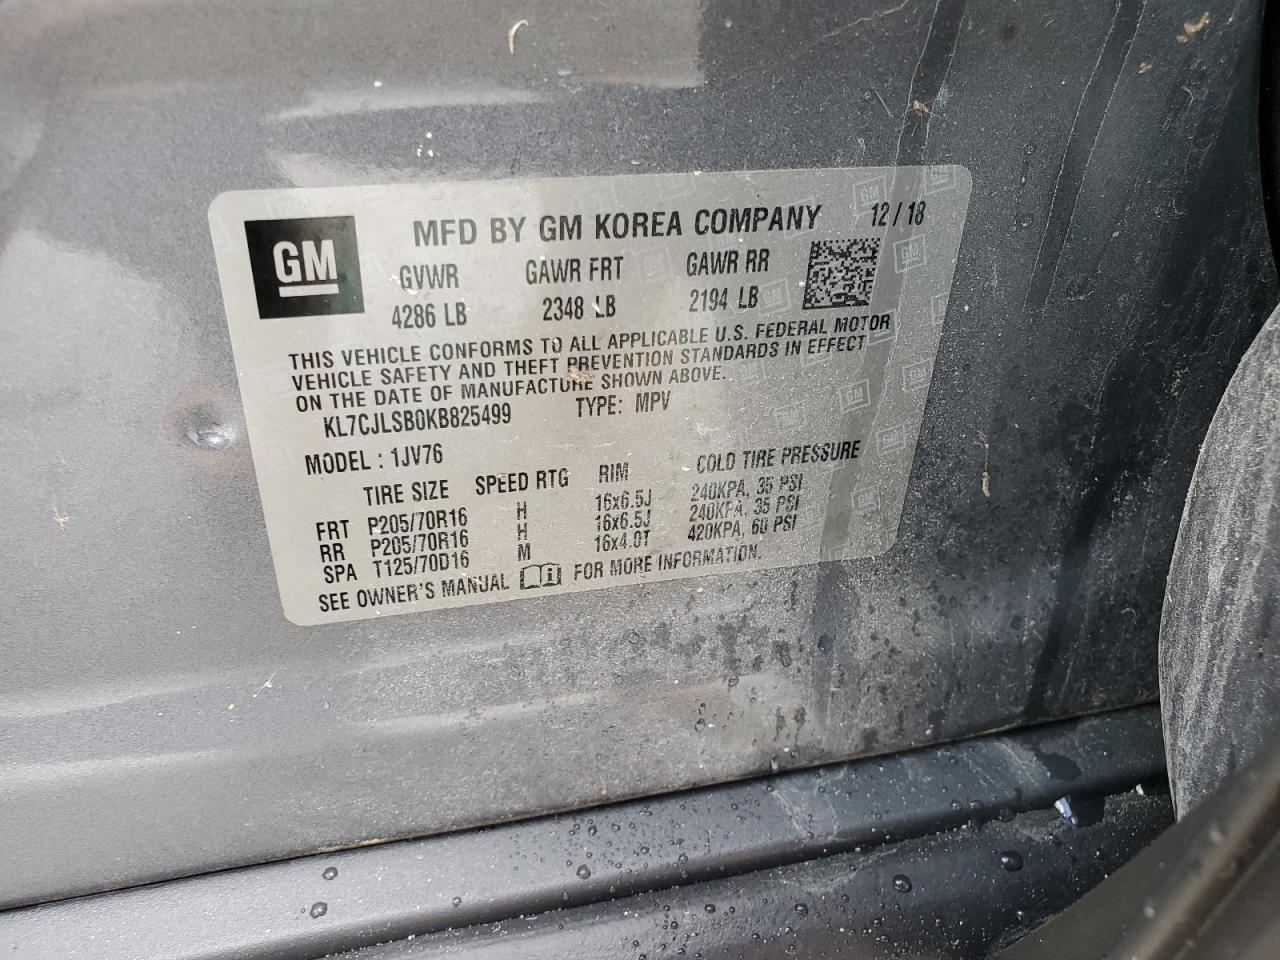 GM
MFD BY GM KOREA COMPANY 12 / 18
GVWR GAWR FRT GAWR RR
4286 LB 2348 LB 2194 LB
THIS VEHICLE CONFORMS TO ALL APPLICABLE U.S. FEDERAL MOTOR
VEHICLE SAFETY AND THEFT PREVENTION STANDARDS IN EFFECT
ON THE DATE OF MANUFACTURE SHOWN ABOVE.
KL7CJLSB0KB825499 TYPE: MPV
MODEL : 1JV76
TIRE SIZE SPEED RTG RIM COLD TIRE PRESSURE
FRT P205/70R16 H 16x6.5J 240KPA, 35 PSI
RR P205/70R16 H 16x6.5J 240KPA, 35 PSI
SPA T125/70D16 M 16x4.0T 420KPA, 60 PSI
SEE OWNER'S MANUAL FOR MORE INFORMATION.